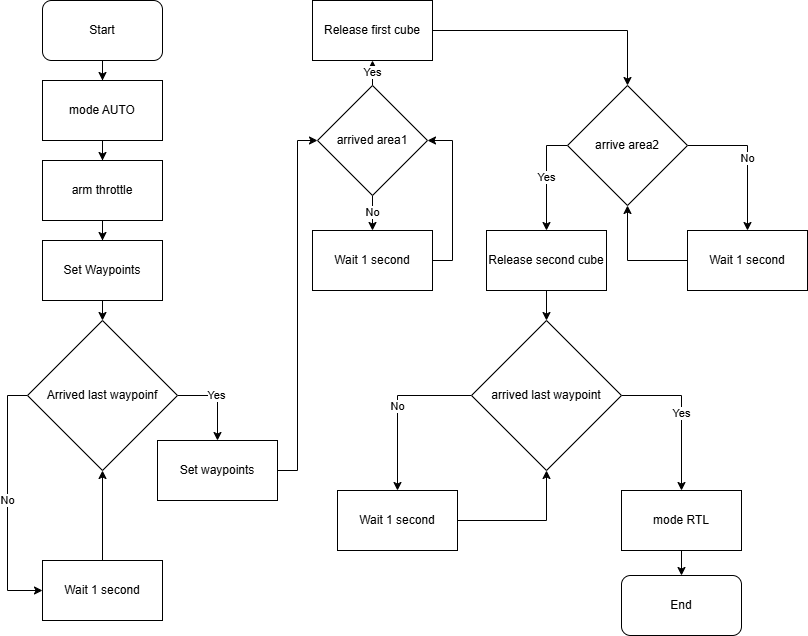 Start
mode AUTO
arm throttle
Set Waypoints
Arrived last waypoinf
Yes
No
Set waypoints
Wait 1 second
Release first cube
Yes
arrived area1
No
Wait 1 second
arrive area2
Yes
No
Release second cube
Wait 1 second
arrived last waypoint
No
Yes
Wait 1 second
mode RTL
End